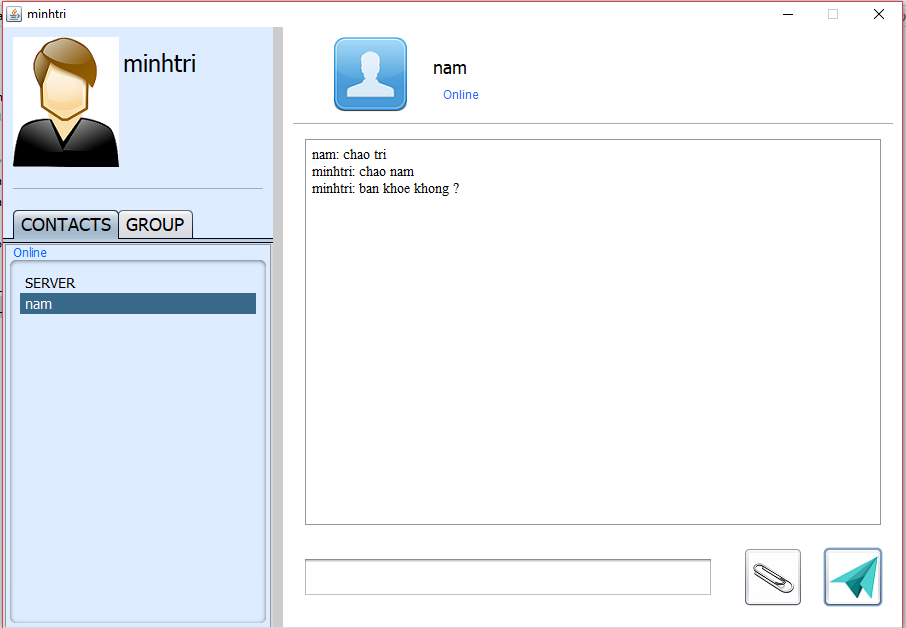 minhtri
minhtri
CONTACTS GROUP
Online
SERVER
nam
nam
Online
nam: chao tri
minhtri: chao nam
minhtri: ban khoe khong ?